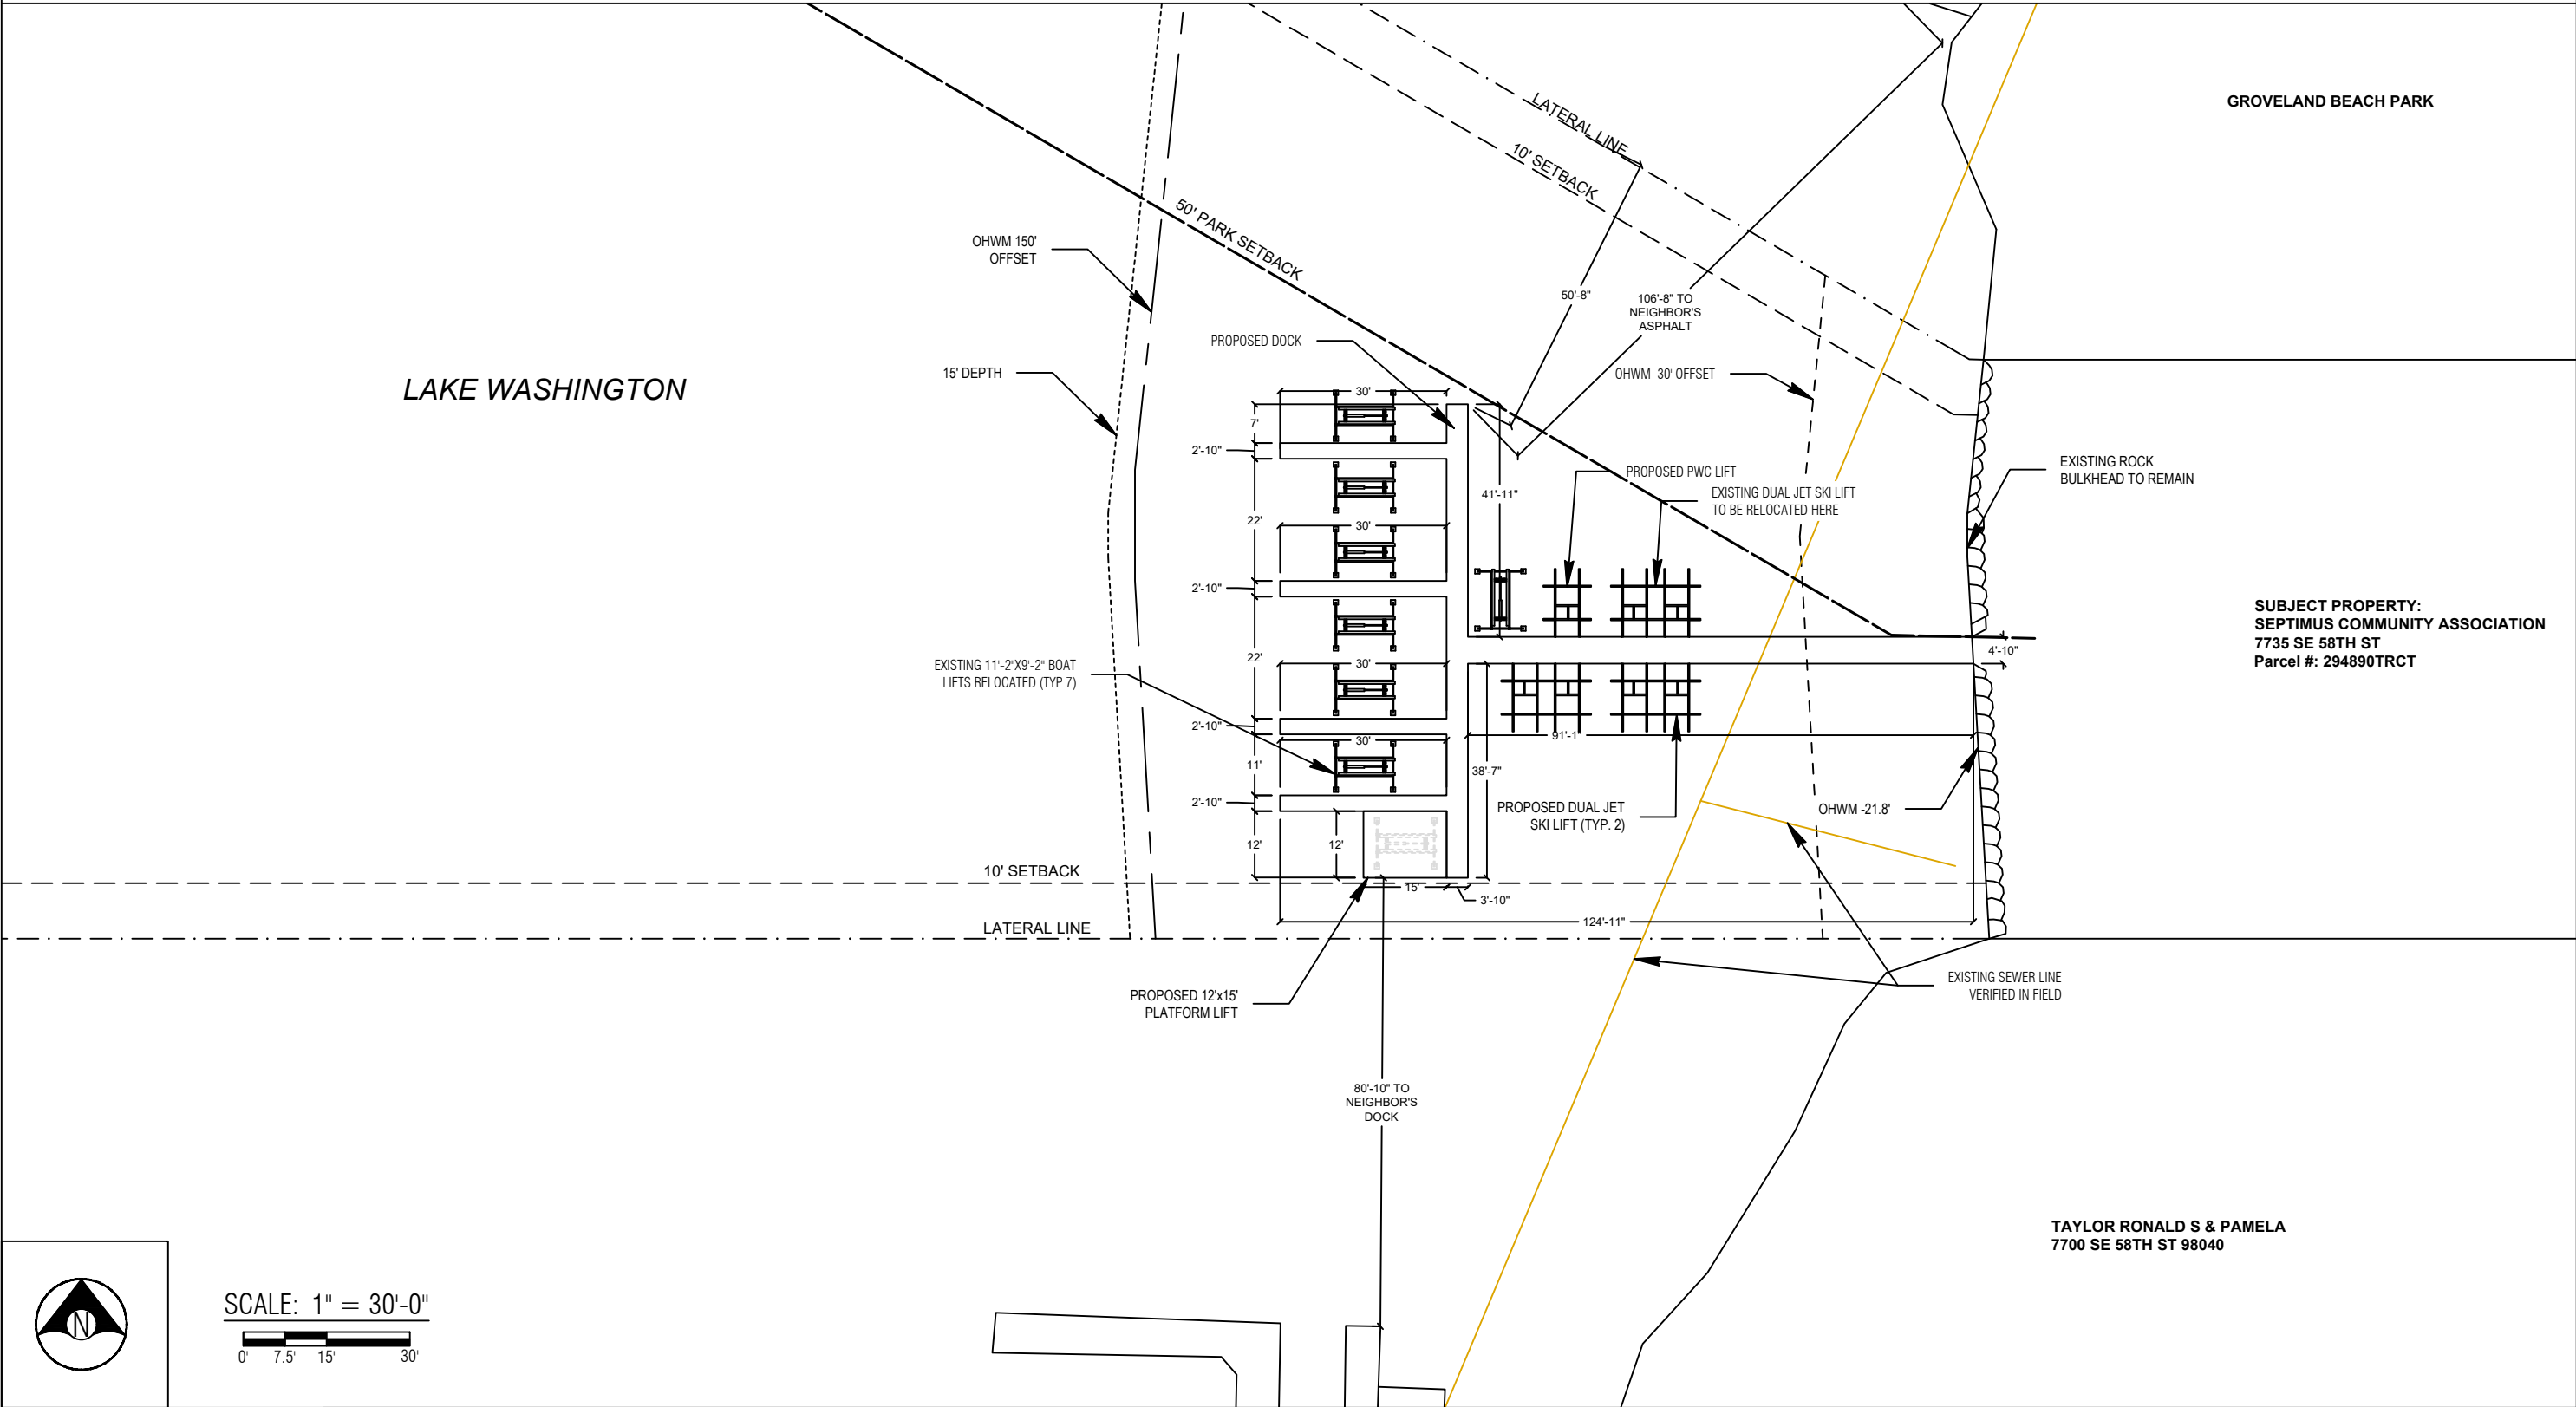 GROVELAND BEACH PARK
LATERAL LINE
10' SETBACK
50' PARK SETBACK
OHWM 150'
OFFSET
50'-8"
106'-8" TO
NEIGHBOR'S
ASPHALT
PROPOSED DOCK
15' DEPTH
OHWM 30' OFFSET
LAKE WASHINGTON
30'
7'
2'-10"
PROPOSED PWC LIFT
EXISTING DUAL JET SKI LIFT
TO BE RELOCATED HERE
EXISTING ROCK
BULKHEAD TO REMAIN
41'-11"
22'
30'
2'-10"
SUBJECT PROPERTY:
SEPTIMUS COMMUNITY ASSOCIATION
7735 SE 58TH ST
Parcel #: 294890TRCT
4'-10"
EXISTING 11'-2"X9'-2" BOAT
LIFTS RELOCATED (TYP 7)
22'
30'
2'-10"
91'-1"
30'
11'
38'-7"
2'-10"
PROPOSED DUAL JET
SKI LIFT (TYP. 2)
OHWM -21.8'
12'
12'
10' SETBACK
15'
3'-10"
124'-11"
LATERAL LINE
EXISTING SEWER LINE
VERIFIED IN FIELD
PROPOSED 12'x15'
PLATFORM LIFT
80'-10" TO
NEIGHBOR'S
DOCK
TAYLOR RONALD S & PAMELA
7700 SE 58TH ST 98040
N
SCALE: 1" = 30'-0"
0' 7.5' 15' 30'